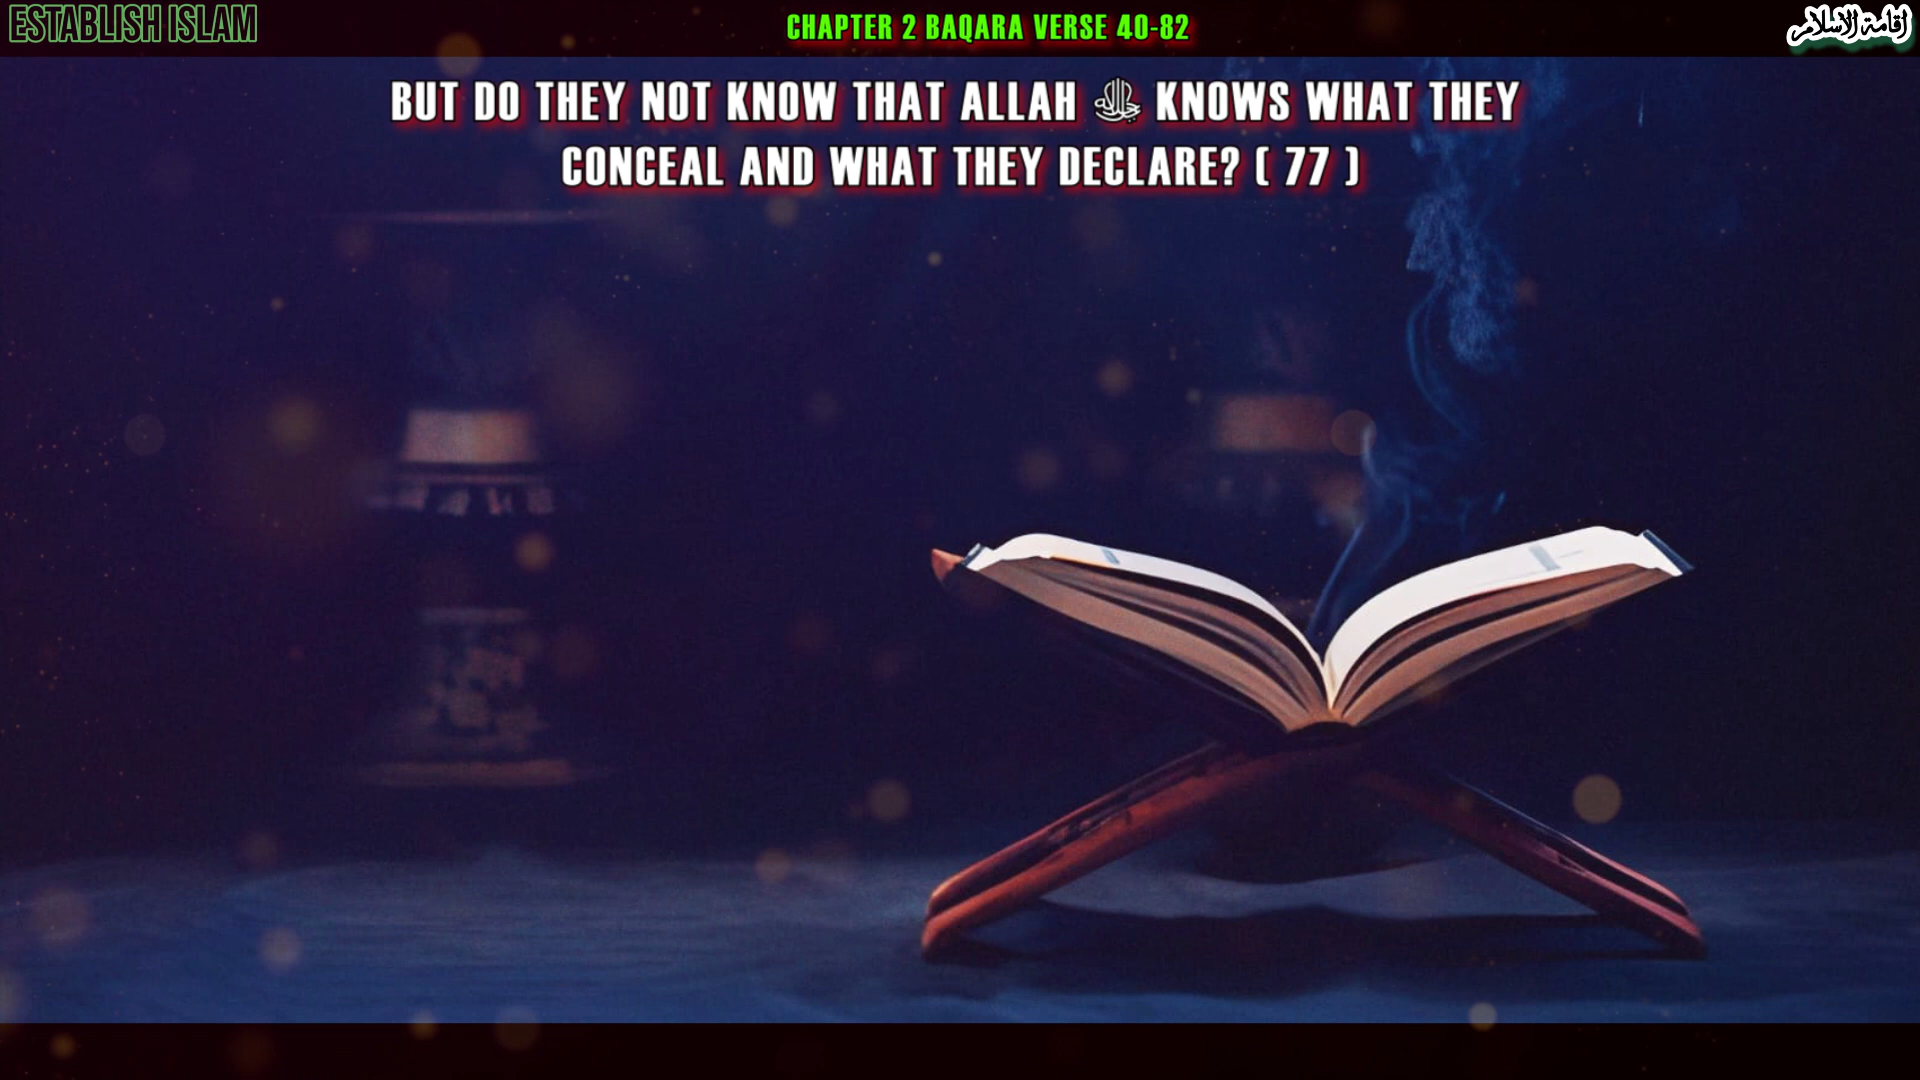 ESTABLISH ISLAM
CHAPTER 2 BAQARA VERSE 40-82
إقامة الإسلام
BUT DO THEY NOT KNOW THAT ALLAH ﷻ KNOWS WHAT THEY
CONCEAL AND WHAT THEY DECLARE? ( 77 )